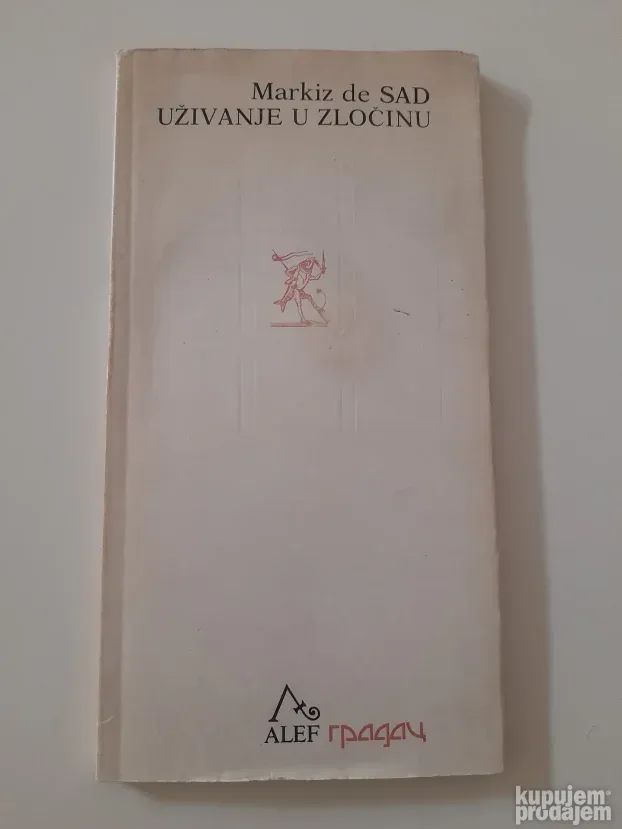 Markiz de SAD
UŽIVANJE U ZLOČINU
ALEF градац
kupujem
prodajem